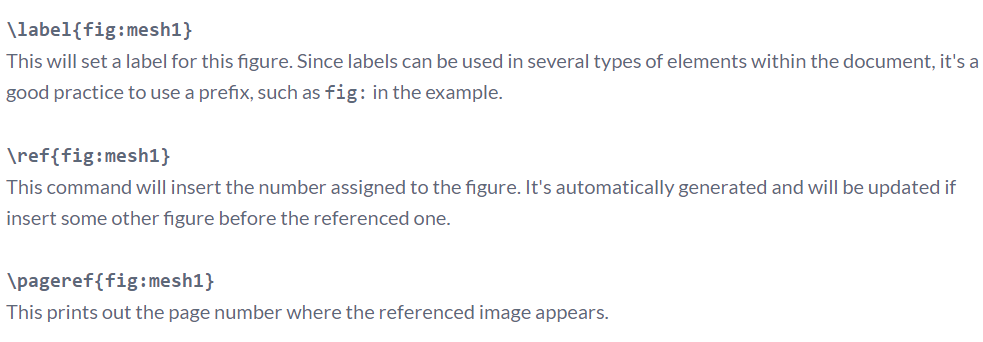 \label{fig:mesh1}
This will set a label for this figure. Since labels can be used in several types of elements within the document, it's a
good practice to use a prefix, such as fig: in the example.
\ref{fig:mesh1}
This command will insert the number assigned to the figure. It's automatically generated and will be updated if
insert some other figure before the referenced one.
\pageref{fig:mesh1}
This prints out the page number where the referenced image appears.